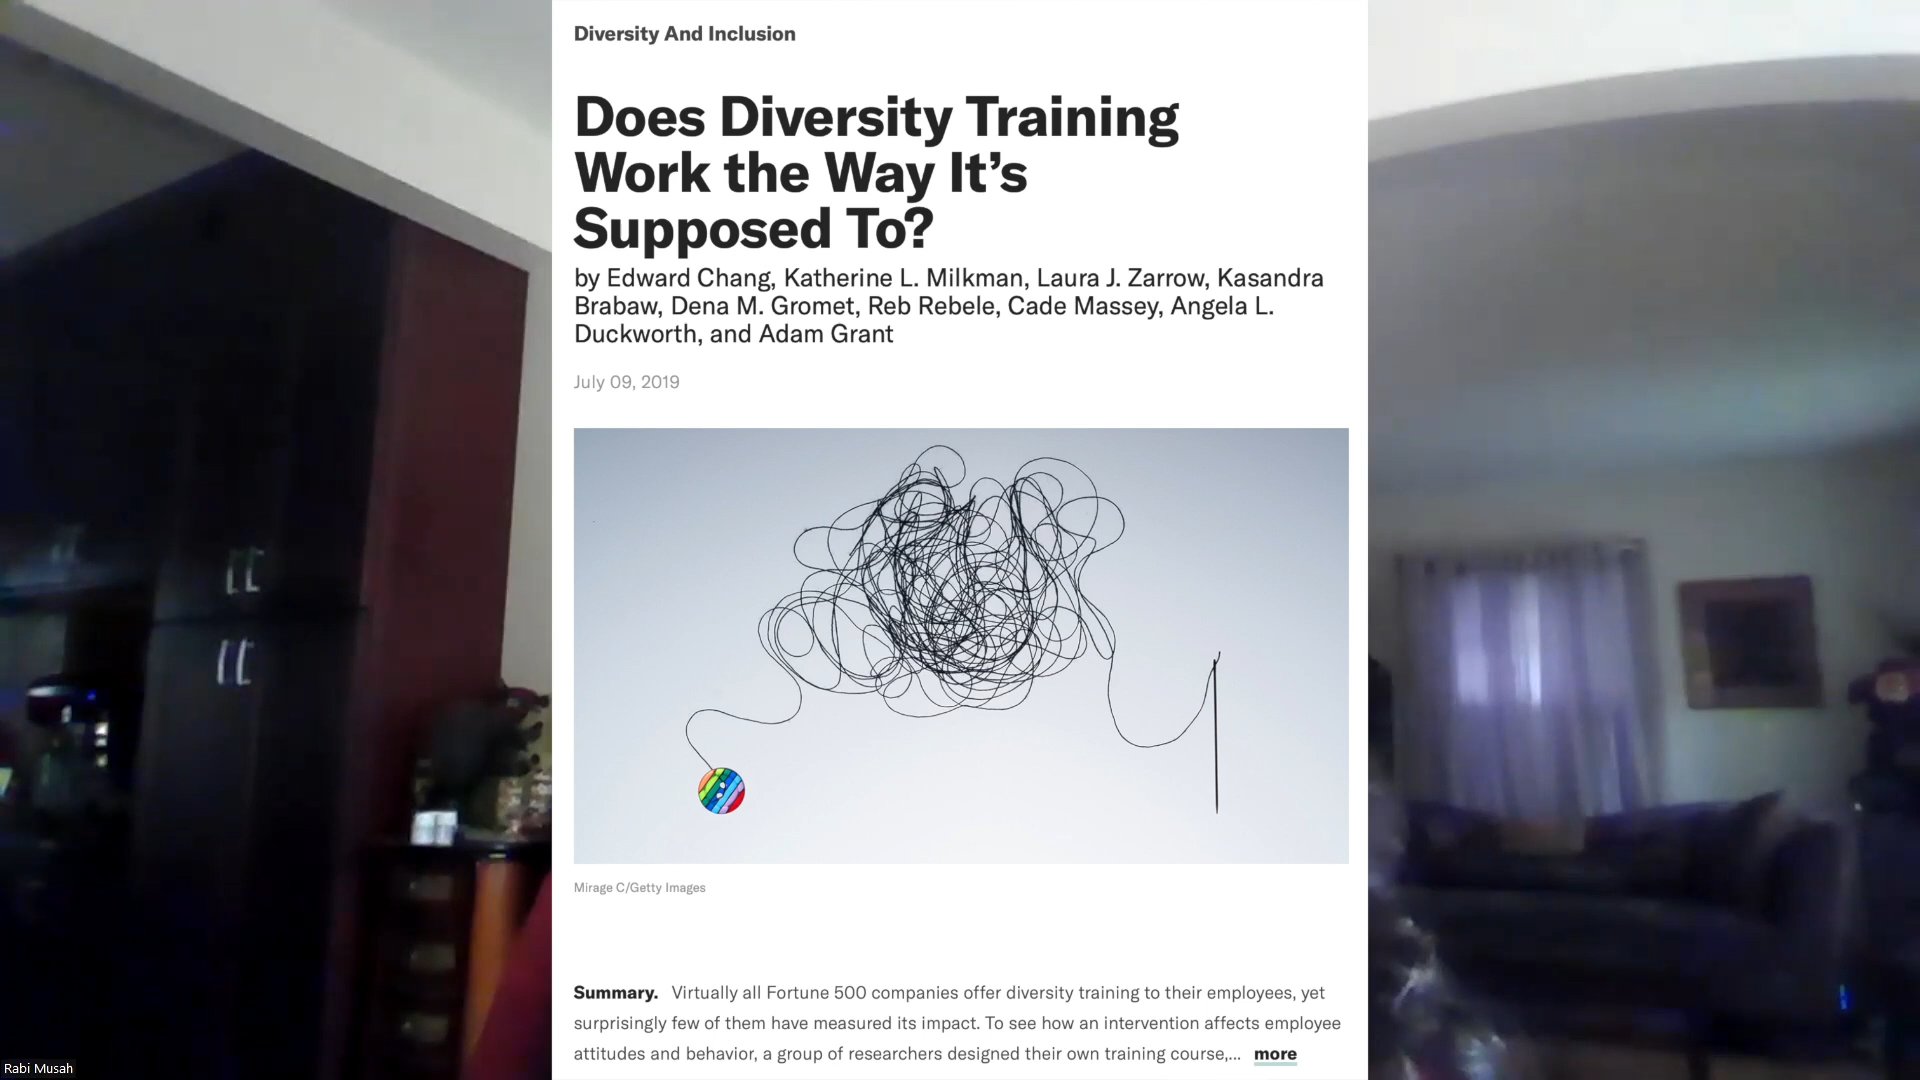 Diversity And Inclusion
Does Diversity Training
Work the Way It’s
Supposed To?
by Edward Chang, Katherine L. Milkman, Laura J. Zarrow, Kasandra
Brabaw, Dena M. Gromet, Reb Rebele, Cade Massey, Angela L.
Duckworth, and Adam Grant
July 09, 2019
Mirage C/Getty Images
Summary. Virtually all Fortune 500 companies offer diversity training to their employees, yet
surprisingly few of them have measured its impact. To see how an intervention affects employee
attitudes and behavior, a group of researchers designed their own training course,... more
Rabi Musah